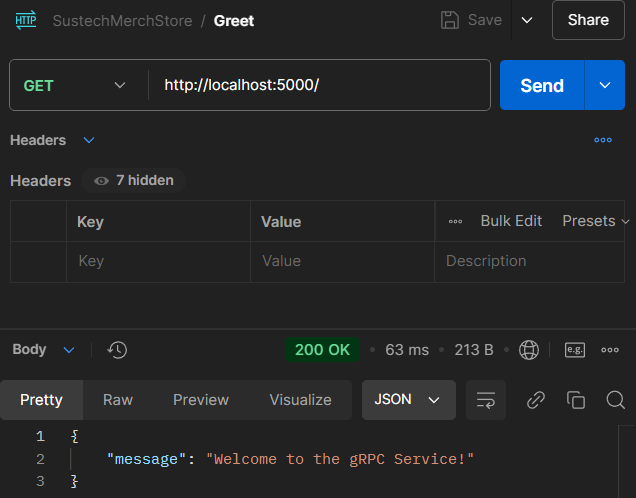 HTTP SustechMerchStore / Greet Save Share
GET http://localhost:5000/ Send
Headers
Headers 7 hidden
Key Value Bulk Edit Presets
Key Value Description
Body 200 OK • 63 ms • 213 B • e.g.
Pretty Raw Preview Visualize JSON
1 {
2 "message": "Welcome to the gRPC Service!"
3 }